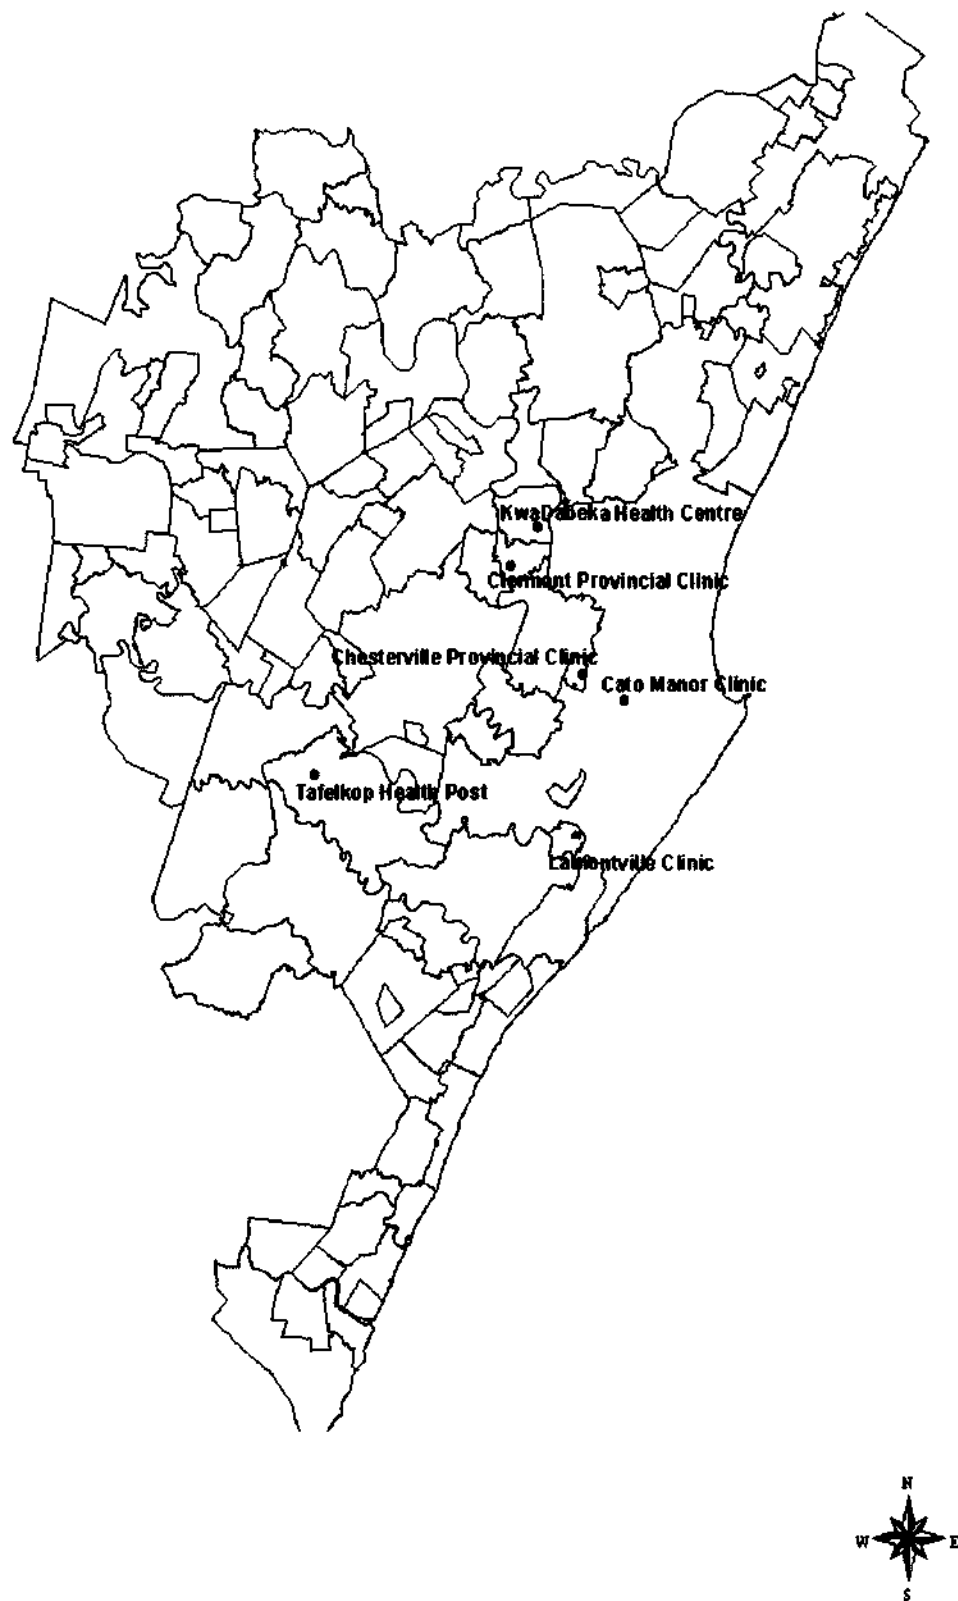 KwaDabeka Health Centre
Clermont Provincial Clinic
Chesterville Provincial Clinic
Cato Manor Clinic
Tafelkop Health Post
Lamontville Clinic
N
W E
S